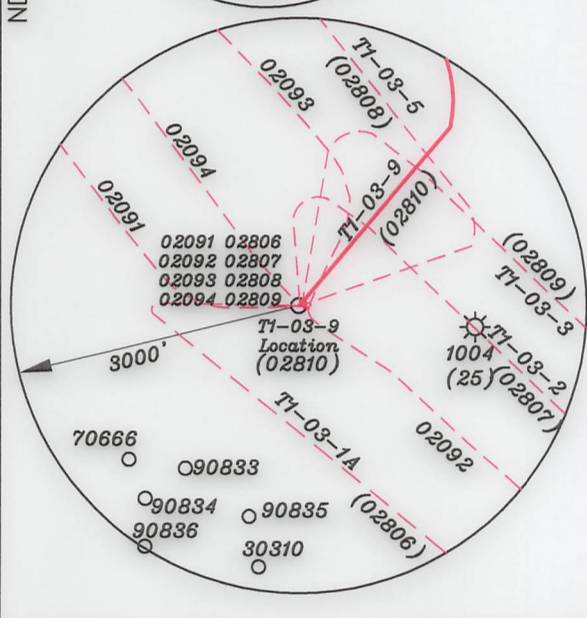 ND
T1-03-5
(02808)
02093
02094
02091
T1-03-9
(02810)
02091 02806
02092 02807
02093 02808
02094 02809
(02809)
T1-03-3
T1-03-9
Location
(02810)
3000'
1004
(25)
T1-03-2
(02807)
T1-03-1A
(02806)
02092
70666
90833
90834
90835
90836
30310